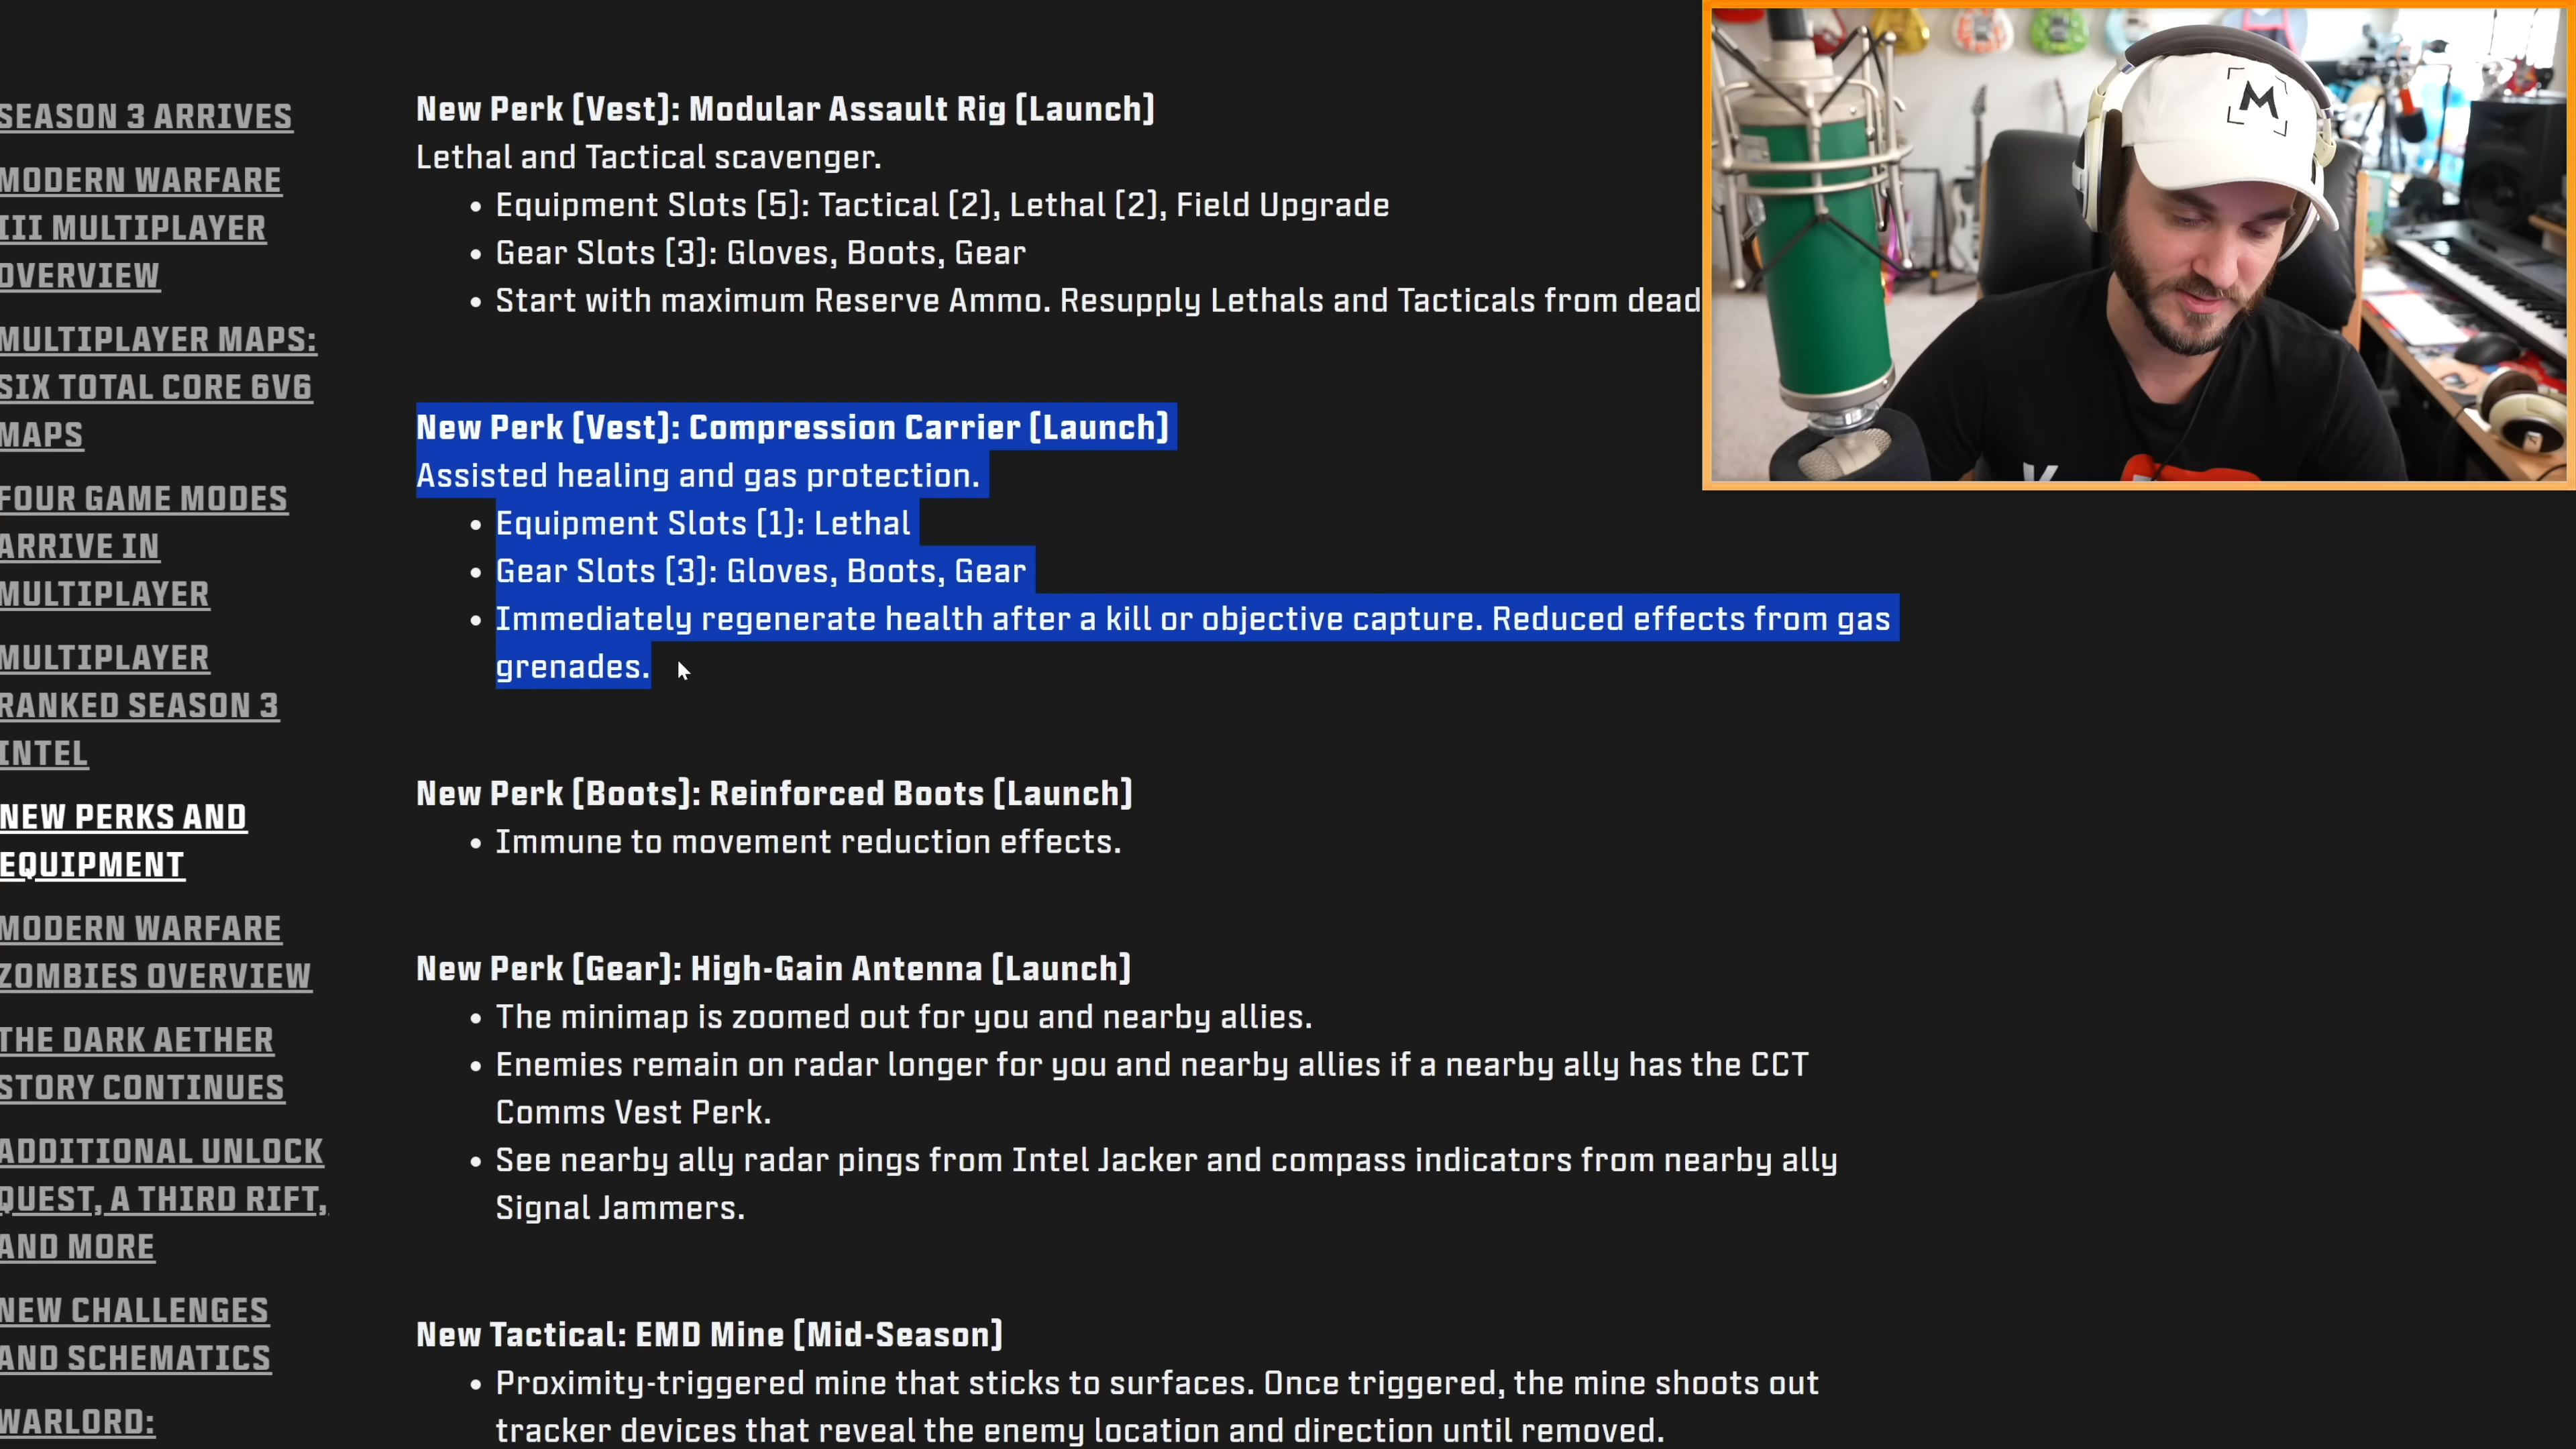 SEASON 3 ARRIVES
MODERN WARFARE
III MULTIPLAYER
OVERVIEW
MULTIPLAYER MAPS:
SIX TOTAL CORE 6V6
MAPS
FOUR GAME MODES
ARRIVE IN
MULTIPLAYER
MULTIPLAYER
RANKED SEASON 3
INTEL
NEW PERKS AND
EQUIPMENT
MODERN WARFARE
ZOMBIES OVERVIEW
THE DARK AETHER
STORY CONTINUES
ADDITIONAL UNLOCK
QUEST, A THIRD RIFT,
AND MORE
NEW CHALLENGES
AND SCHEMATICS
WARLORD:
New Perk [Vest]: Modular Assault Rig [Launch]
Lethal and Tactical scavenger.
• Equipment Slots [5]: Tactical [2], Lethal [2], Field Upgrade
• Gear Slots [3]: Gloves, Boots, Gear
• Start with maximum Reserve Ammo. Resupply Lethals and Tacticals from dead
New Perk [Vest]: Compression Carrier [Launch]
Assisted healing and gas protection.
• Equipment Slots [1]: Lethal
• Gear Slots [3]: Gloves, Boots, Gear
• Immediately regenerate health after a kill or objective capture. Reduced effects from gas
grenades.
New Perk [Boots]: Reinforced Boots [Launch]
• Immune to movement reduction effects.
New Perk [Gear]: High-Gain Antenna [Launch]
• The minimap is zoomed out for you and nearby allies.
• Enemies remain on radar longer for you and nearby allies if a nearby ally has the CCT
Comms Vest Perk.
• See nearby ally radar pings from Intel Jacker and compass indicators from nearby ally
Signal Jammers.
New Tactical: EMD Mine [Mid-Season]
• Proximity-triggered mine that sticks to surfaces. Once triggered, the mine shoots out
tracker devices that reveal the enemy location and direction until removed.
M